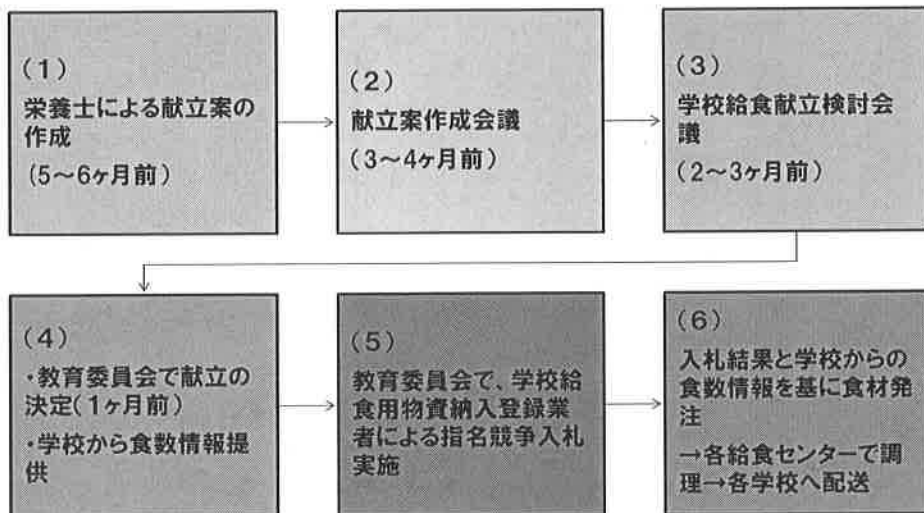 (1)
栄養士による献立案の
作成
(5～6ヶ月前)
(2)
献立案作成会議
(3～4ヶ月前)
(3)
学校給食献立検討会
議
(2～3ヶ月前)
(4)
・教育委員会で献立の
決定(1ヶ月前)
・学校から食数情報提
供
(5)
教育委員会で、学校給
食用物資納入登録業
者による指名競争入札
実施
(6)
入札結果と学校からの
食数情報を基に食材発
注
→各給食センターで調
理→各学校へ配送